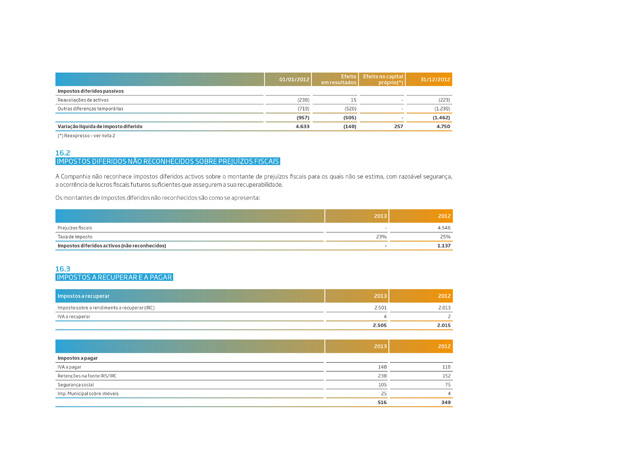 01/01/2012 Efeito em resultados Efeito no capital próprio(*) 31/12/2012
Impostos diferidos passivos
Reavaliações de activos (238) 15 - (223)
Outras diferenças temporárias (710) (520) - (1.230)
(957) (505) - (1.462)
Variação líquida de imposto diferido 4.633 (140) 257 4.750
(*) Reexpresso - ver nota 2
16.2
IMPOSTOS DIFERIDOS NÃO RECONHECIDOS SOBRE PREJUÍZOS FISCAIS
A Companhia não reconhece impostos diferidos activos sobre o montante de prejuízos fiscais para os quais não se estima, com razoável segurança,
a ocorrência de lucros fiscais futuros suficientes que assegurem a sua recuperabilidade.
Os montantes de impostos diferidos não reconhecidos são como se apresenta:
2013 2012
Prejuízos fiscais - 4.548
Taxa de imposto 23% 25%
Impostos diferidos activos (não reconhecidos) - 1.137
16.3
IMPOSTOS A RECUPERAR E A PAGAR
Impostos a recuperar 2013 2012
Imposto sobre o rendimento a recuperar (IRC) 2.501 2.013
IVA a recuperar 4 2
2.505 2.015
2013 2012
Impostos a pagar
IVA a pagar 148 118
Retenções na fonte IRS/IRC 238 152
Segurança social 105 75
Imp. Municipal sobre imóveis 25 4
516 349